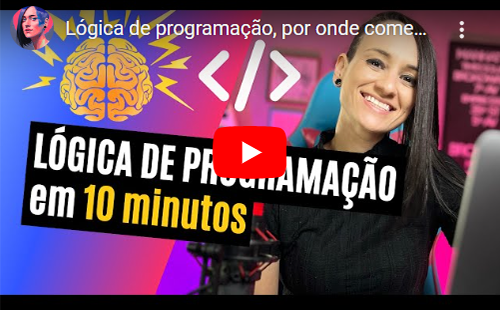 Lógica de programação, por onde come...
</>
LÓGICA DE PROGRAMAÇÃO
em 10 minutos